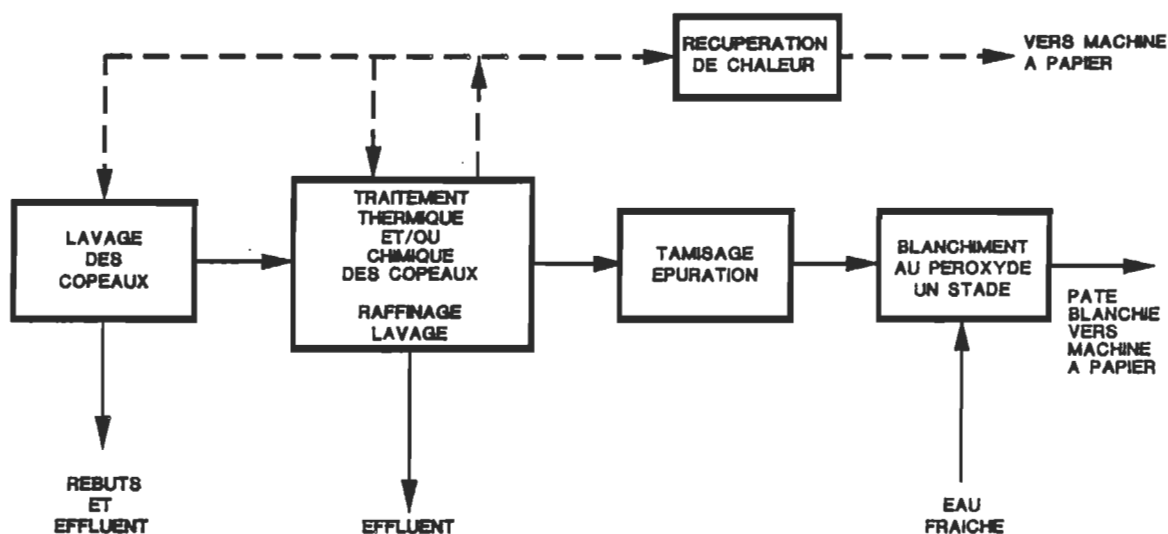 RECUPERATION
DE CHALEUR
VERS MACHINE
A PAPIER
LAVAGE
DES
COPEAUX
TRAITEMENT
THERMIQUE
ET/OU
CHIMIQUE
DES COPEAUX
RAFFINAGE
LAVAGE
TAMISAGE
EPURATION
BLANCHIMENT
AU PEROXYDE
UN STADE
PATE
BLANCHIE
VERS
MACHINE
A PAPIER
REBUTS
ET
EFFLUENT
EFFLUENT
EAU
FRAICHE